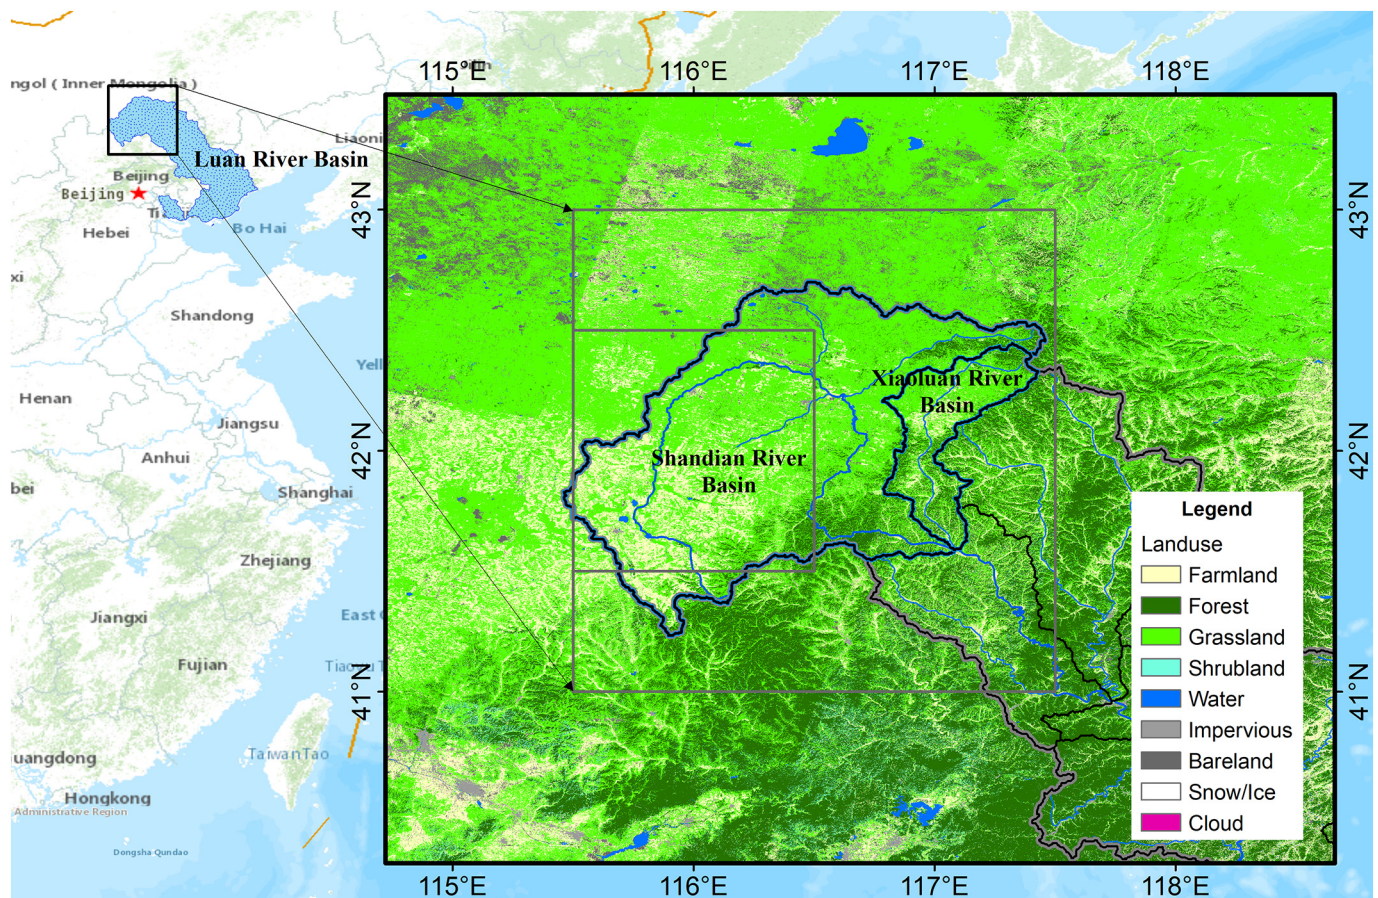 ngol ( Inner Mongolia )
Luan River Basin
Liaoni
Beijing
Beijing
Hebei
Bo Hai
xi
Shandong
Yell
Henan
Jiangsu
Anhui
bei
Shanghai
Zhejiang
Jiangxi
East C
Fujian
Tiaoyu T
TaiwanTao
uangdong
Hongkong
Administrative Region
Dongsha Qundao
115°E
116°E
117°E
118°E
43°N
42°N
41°N
43°N
42°N
41°N
Xiaoluan River
Basin
Shandian River
Basin
Legend
Landuse
Farmland
Forest
Grassland
Shrubland
Water
Impervious
Bareland
Snow/Ice
Cloud
115°E
116°E
117°E
118°E